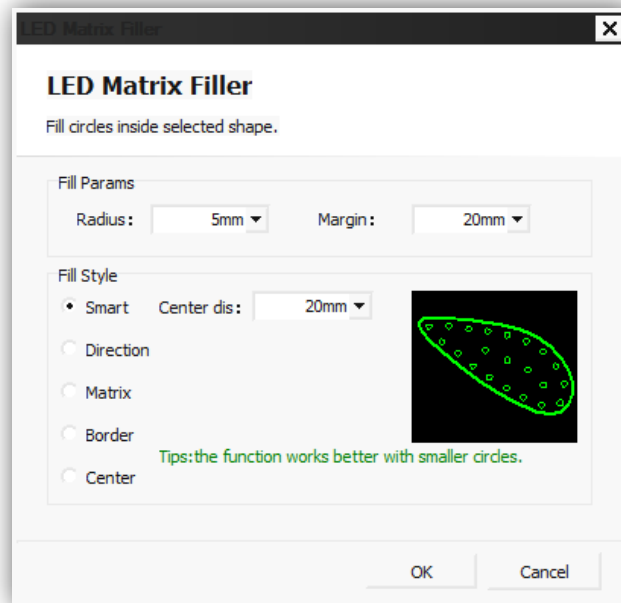 LED Matrix Filler
LED Matrix Filler
Fill circles inside selected shape.
Fill Params
Radius: 5mm Margin: 20mm
Fill Style
Smart Center dis: 20mm
Direction
Matrix
Border
Tips:the function works better with smaller circles.
Center
OK Cancel